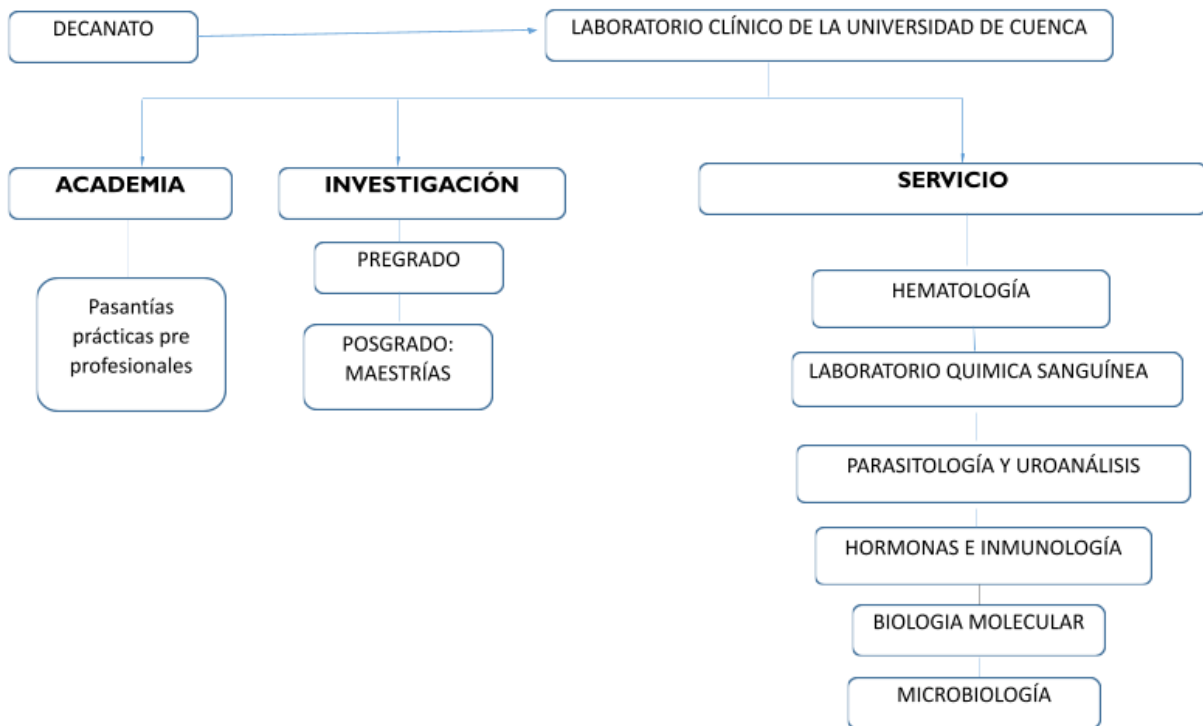 DECANATO
LABORATORIO CLÍNICO DE LA UNIVERSIDAD DE CUENCA
ACADEMIA
INVESTIGACIÓN
SERVICIO
Pasantías
prácticas pre
profesionales
PREGRADO
POSGRADO:
MAESTRÍAS
HEMATOLOGÍA
LABORATORIO QUIMICA SANGUÍNEA
PARASITOLOGÍA Y UROANÁLISIS
HORMONAS E INMUNOLOGÍA
BIOLOGIA MOLECULAR
MICROBIOLOGÍA